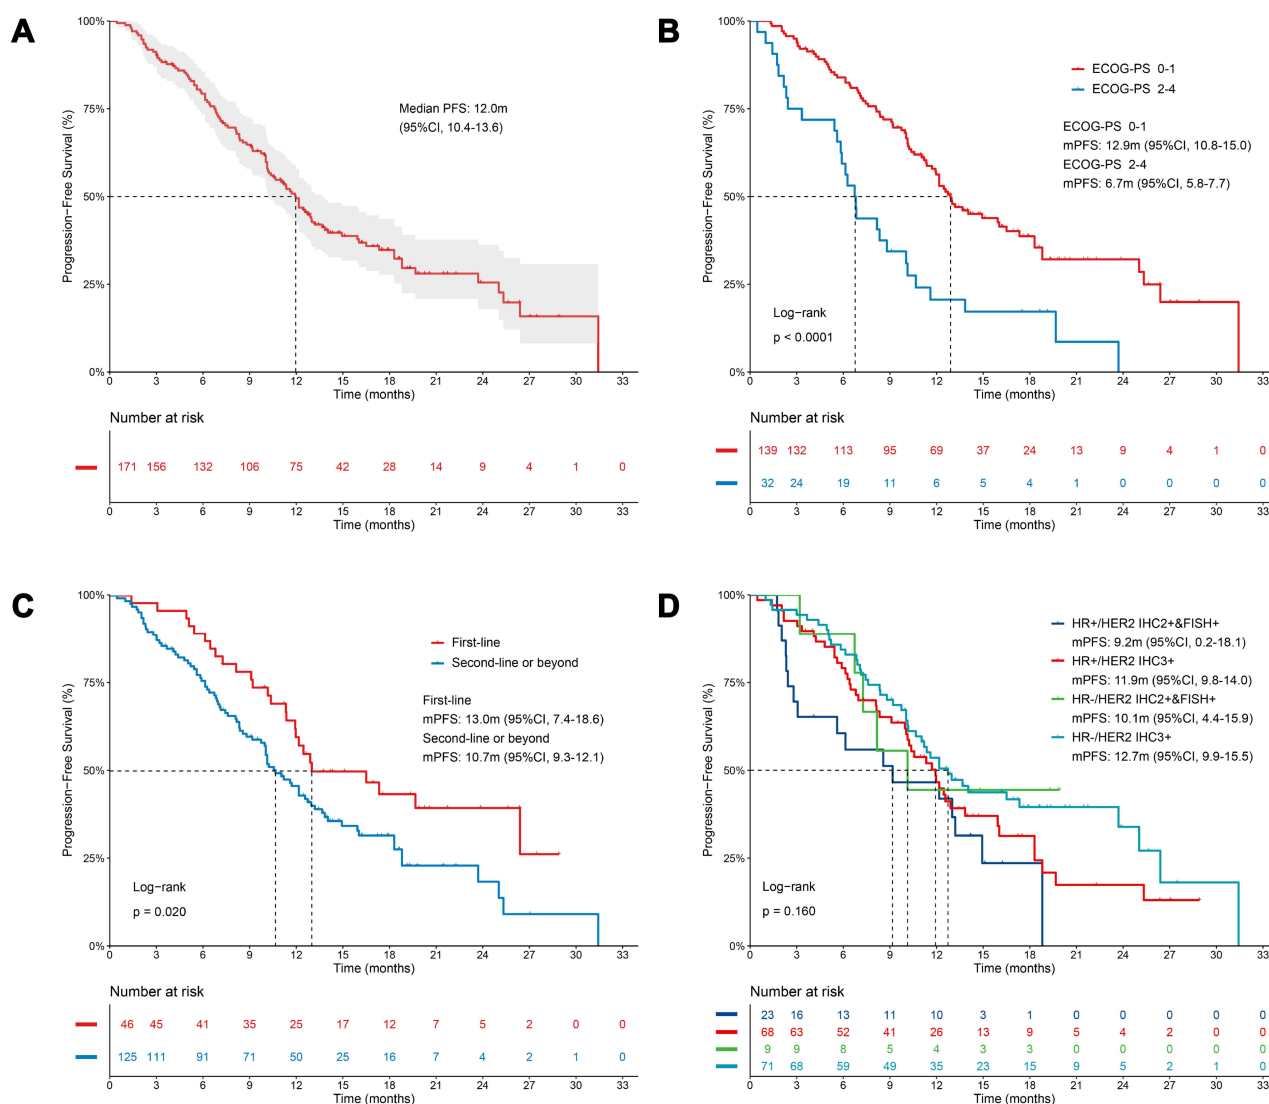 A
Progression−Free Survival (%)
100%
75%
50%
25%
0%
Median PFS: 12.0m
(95%CI, 10.4-13.6)
0 3 6 9 12 15 18 21 24 27 30 33
Time (months)
Number at risk
171 156 132 106 75 42 28 14 9 4 1 0
0 3 6 9 12 15 18 21 24 27 30 33
Time (months)
B
Progression−Free Survival (%)
100%
75%
50%
25%
0%
ECOG-PS 0-1
ECOG-PS 2-4
ECOG-PS 0-1
mPFS: 12.9m (95%CI, 10.8-15.0)
ECOG-PS 2-4
mPFS: 6.7m (95%CI, 5.8-7.7)
Log−rank
p < 0.0001
0 3 6 9 12 15 18 21 24 27 30 33
Time (months)
Number at risk
139 132 113 95 69 37 24 13 9 4 1 0
32 24 19 11 6 5 4 1 0 0 0 0
0 3 6 9 12 15 18 21 24 27 30 33
Time (months)
C
Progression−Free Survival (%)
100%
75%
50%
25%
0%
First-line
Second-line or beyond
First-line
mPFS: 13.0m (95%CI, 7.4-18.6)
Second-line or beyond
mPFS: 10.7m (95%CI, 9.3-12.1)
Log−rank
p = 0.020
0 3 6 9 12 15 18 21 24 27 30 33
Time (months)
Number at risk
46 45 41 35 25 17 12 7 5 2 0 0
125 111 91 71 50 25 16 7 4 2 1 0
0 3 6 9 12 15 18 21 24 27 30 33
Time (months)
D
Progression−Free Survival (%)
100%
75%
50%
25%
0%
HR+/HER2 IHC2+&FISH+
mPFS: 9.2m (95%CI, 0.2-18.1)
HR+/HER2 IHC3+
mPFS: 11.9m (95%CI, 9.8-14.0)
HR-/HER2 IHC2+&FISH+
mPFS: 10.1m (95%CI, 4.4-15.9)
HR-/HER2 IHC3+
mPFS: 12.7m (95%CI, 9.9-15.5)
Log−rank
p = 0.160
0 3 6 9 12 15 18 21 24 27 30 33
Time (months)
Number at risk
23 16 13 11 10 3 1 0 0 0 0 0
68 63 52 41 26 13 9 5 4 2 0 0
9 9 8 5 4 3 3 0 0 0 0 0
71 68 59 49 35 23 15 9 5 2 1 0
0 3 6 9 12 15 18 21 24 27 30 33
Time (months)